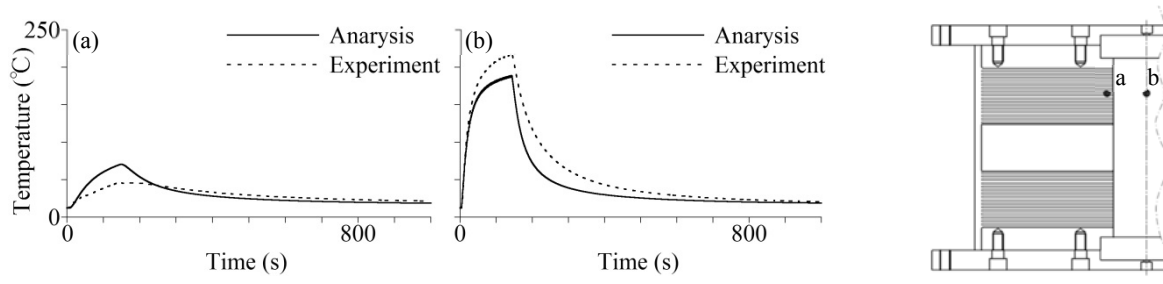 250
(a)
Anarysis
Experiment
Temperature (℃)
0
0
800
Time (s)
(b)
Anarysis
Experiment
0
800
Time (s)
a
b